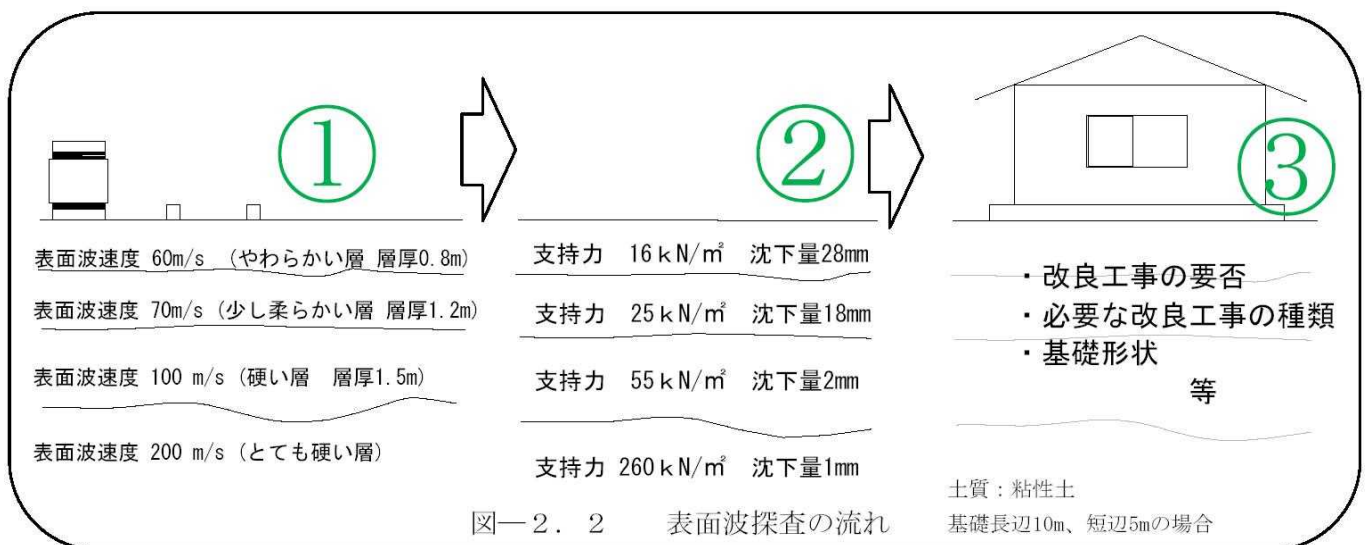 ①
表面波速度 60m/s (やわらかい層 層厚0.8m)
表面波速度 70m/s (少し柔らかい層 層厚1.2m)
表面波速度 100 m/s (硬い層 層厚1.5m)
表面波速度 200 m/s (とても硬い層)
②
支持力 16kN/㎡ 沈下量28mm
支持力 25kN/㎡ 沈下量18mm
支持力 55kN/㎡ 沈下量2mm
支持力 260kN/㎡ 沈下量1mm
③
・改良工事の要否
・必要な改良工事の種類
・基礎形状
等
土質：粘性土
基礎長辺10m、短辺5mの場合
図―2．2 表面波探査の流れ